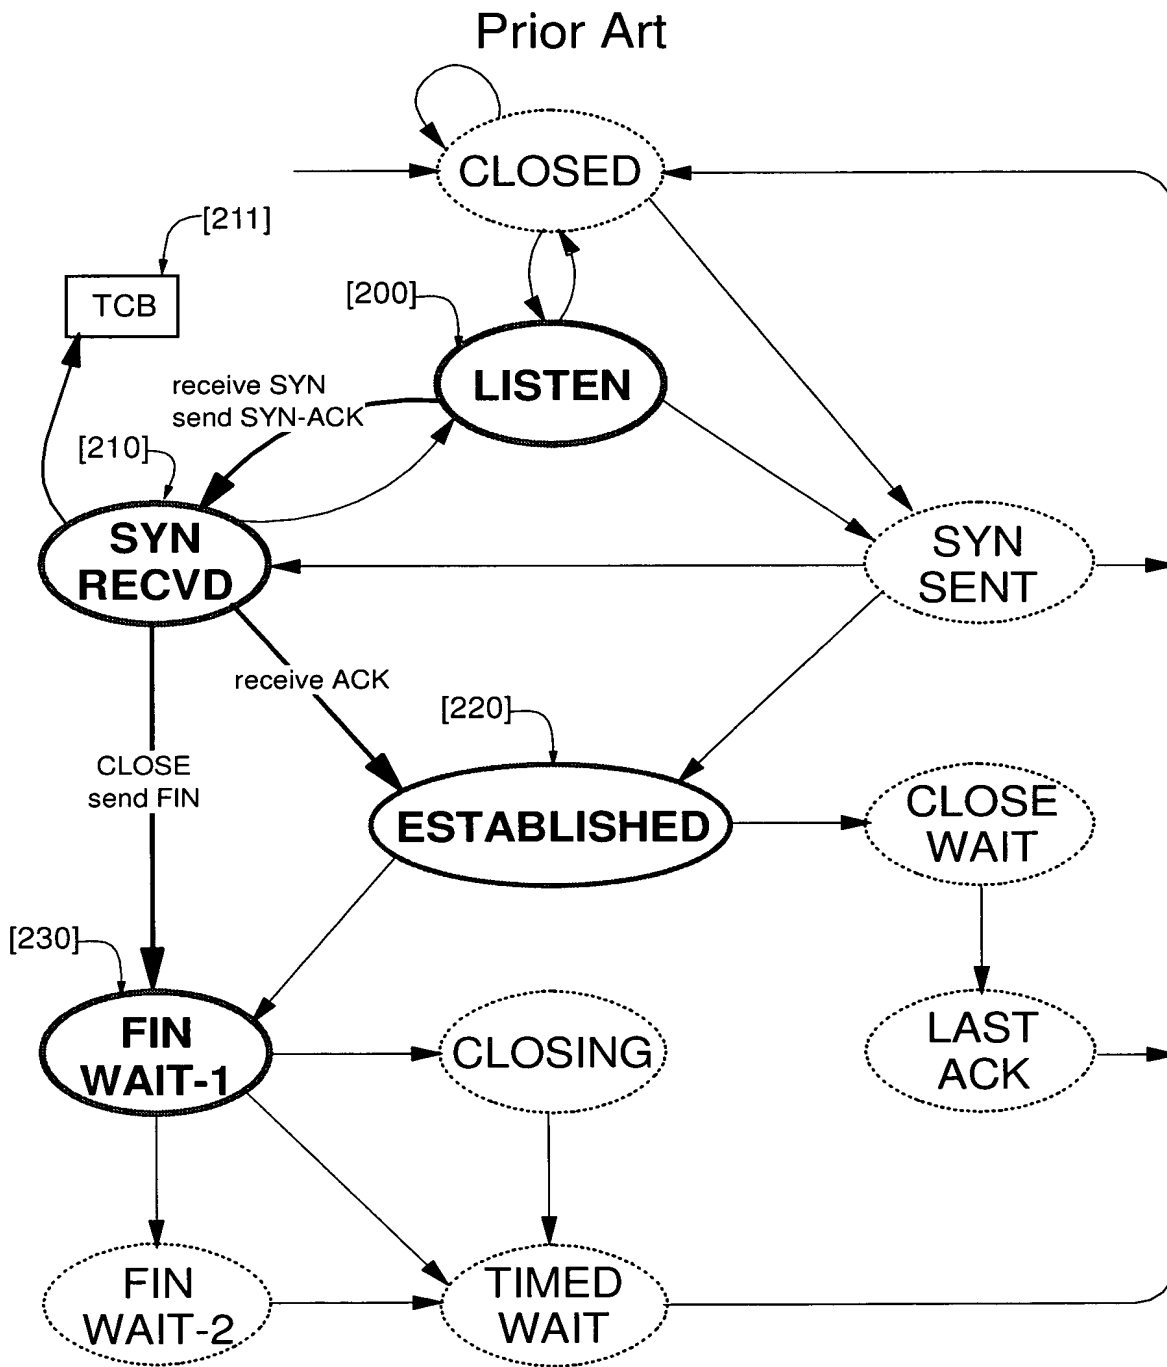 Prior Art
CLOSED
[211]
TCB
[200]
LISTEN
receive SYN
send SYN-ACK
[210]
SYN
RECVD
SYN
SENT
receive ACK
[220]
CLOSE
send FIN
ESTABLISHED
CLOSE
WAIT
[230]
FIN
WAIT-1
CLOSING
LAST
ACK
FIN
WAIT-2
TIMED
WAIT